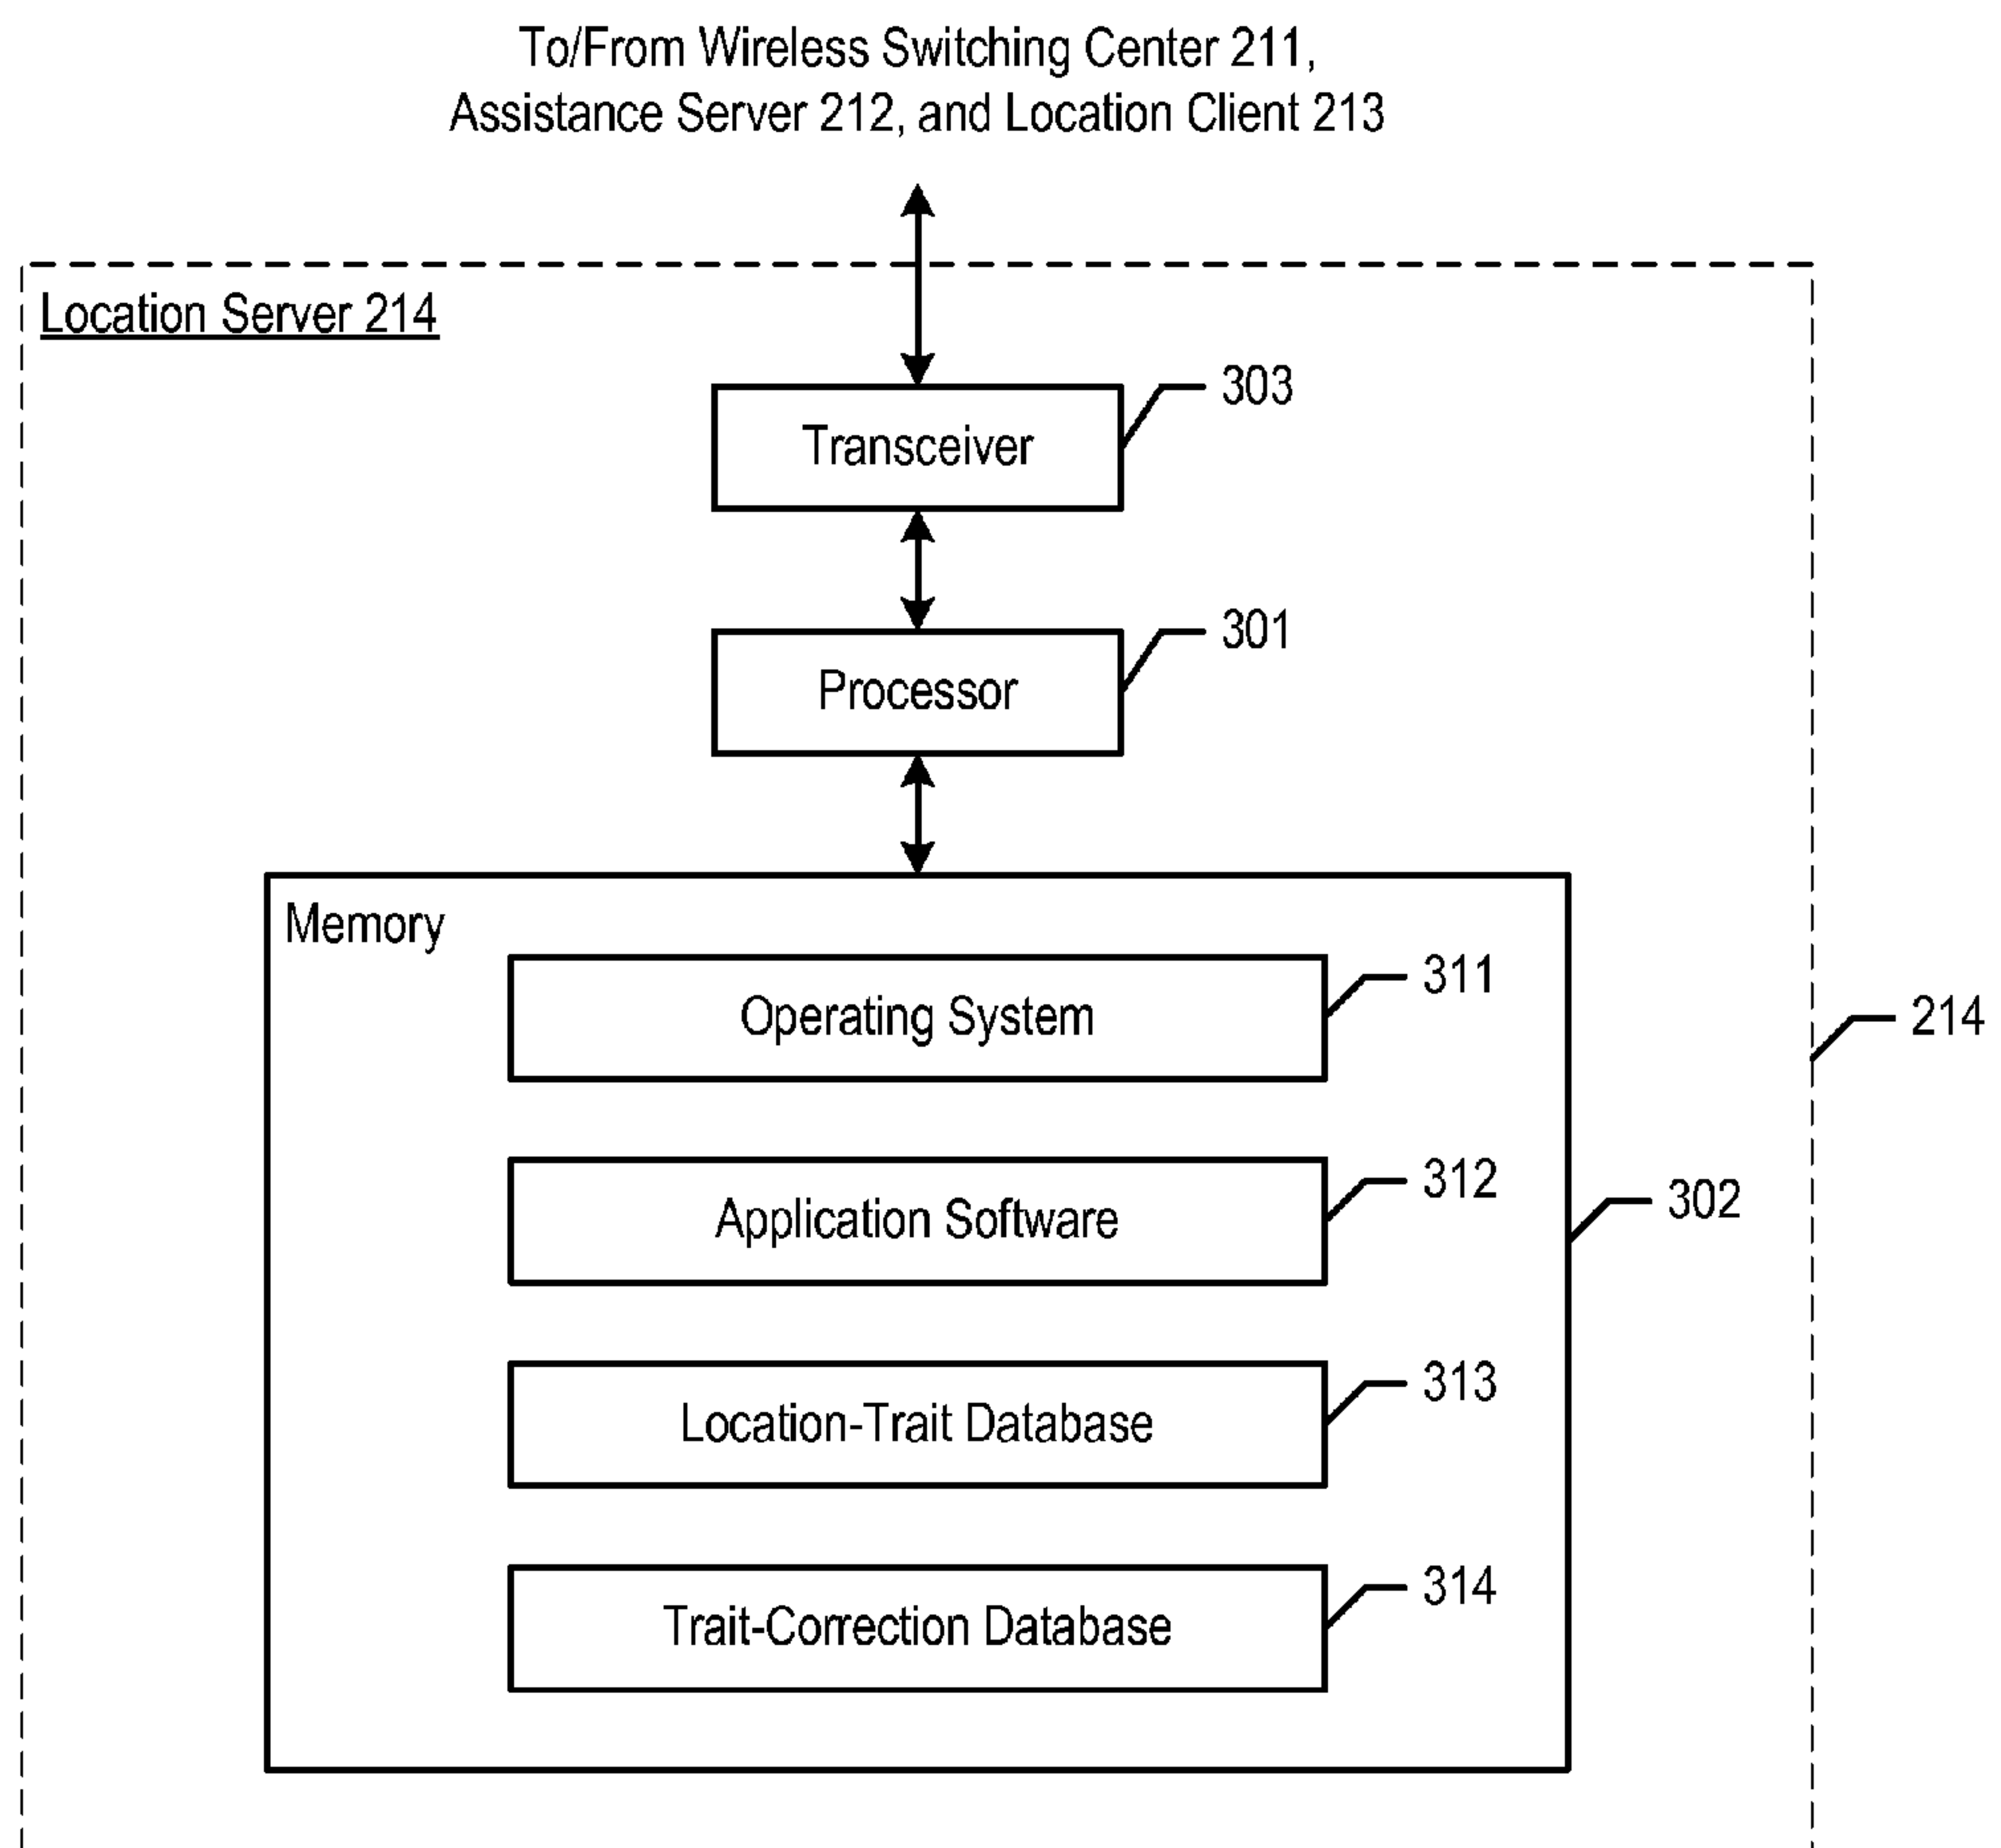 To/From Wireless Switching Center 211,
Assistance Server 212, and Location Client 213
Location Server 214
303
Transceiver
301
Processor
Memory
311
Operating System
214
312
Application Software
302
313
Location-Trait Database
314
Trait-Correction Database